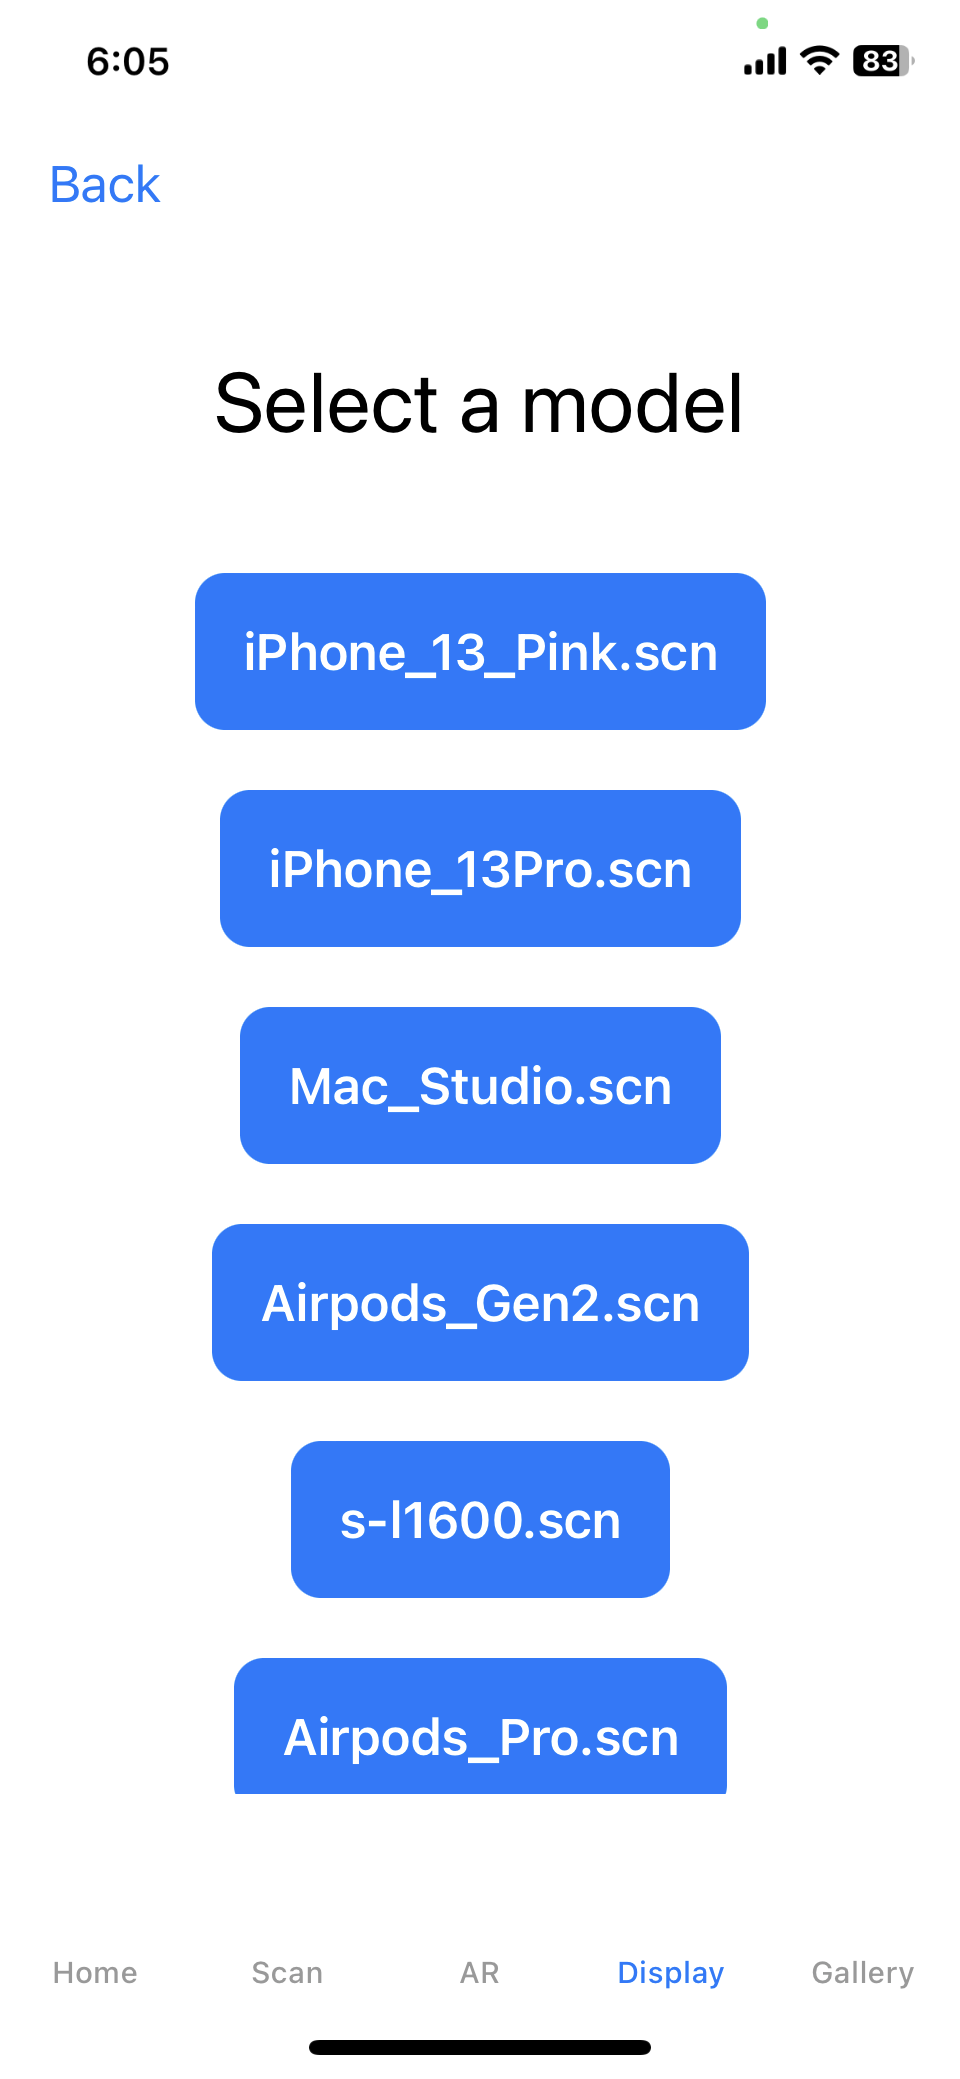 6:05
83
Back
Select a model
iPhone_13_Pink.scn
iPhone_13Pro.scn
Mac_Studio.scn
Airpods_Gen2.scn
s-l1600.scn
Airpods_Pro.scn
Home Scan AR Display Gallery